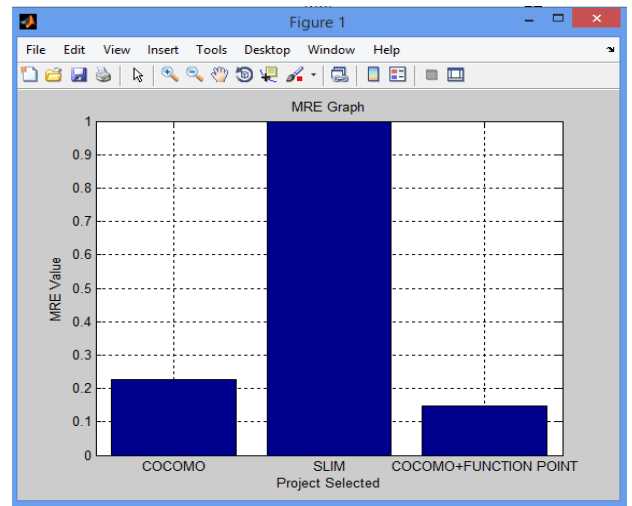 Figure 1
File Edit View Insert Tools Desktop Window Help
MRE Graph
1
0.9
0.8
0.7
0.6
0.5
0.4
0.3
0.2
0.1
0
MRE Value
COCOMO SLIM COCOMO+FUNCTION POINT
Project Selected